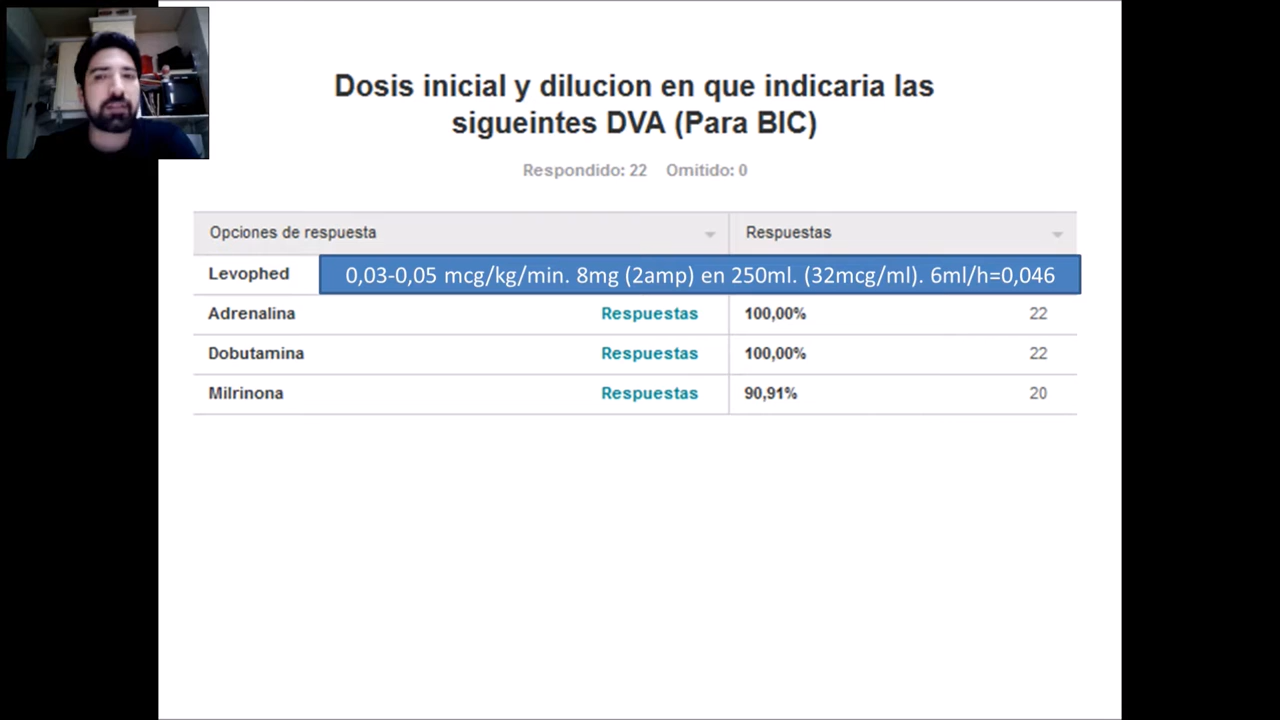 Dosis inicial y dilucion en que indicaria las
sigueintes DVA (Para BIC)
Respondido: 22 Omitido: 0
Opciones de respuesta Respuestas
Levophed 0,03-0,05 mcg/kg/min. 8mg (2amp) en 250ml. (32mcg/ml). 6ml/h=0,046
Adrenalina Respuestas 100,00% 22
Dobutamina Respuestas 100,00% 22
Milrinona Respuestas 90,91% 20